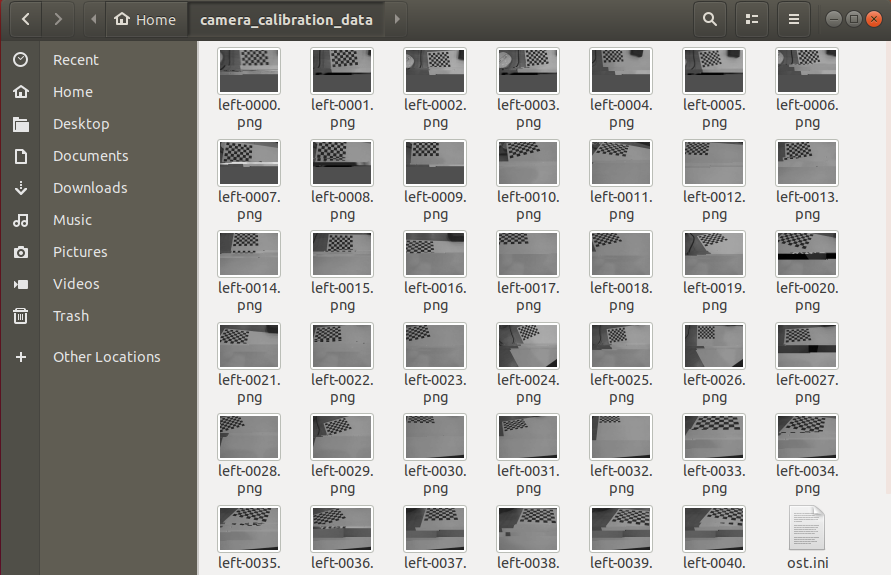 Home camera_calibration_data
Recent
Home
Desktop
Documents
Downloads
Music
Pictures
Videos
Trash
Other Locations
left-0000.png left-0001.png left-0002.png left-0003.png left-0004.png left-0005.png left-0006.png
left-0007.png left-0008.png left-0009.png left-0010.png left-0011.png left-0012.png left-0013.png
left-0014.png left-0015.png left-0016.png left-0017.png left-0018.png left-0019.png left-0020.png
left-0021.png left-0022.png left-0023.png left-0024.png left-0025.png left-0026.png left-0027.png
left-0028.png left-0029.png left-0030.png left-0031.png left-0032.png left-0033.png left-0034.png
left-0035. left-0036. left-0037. left-0038. left-0039. left-0040. ost.ini